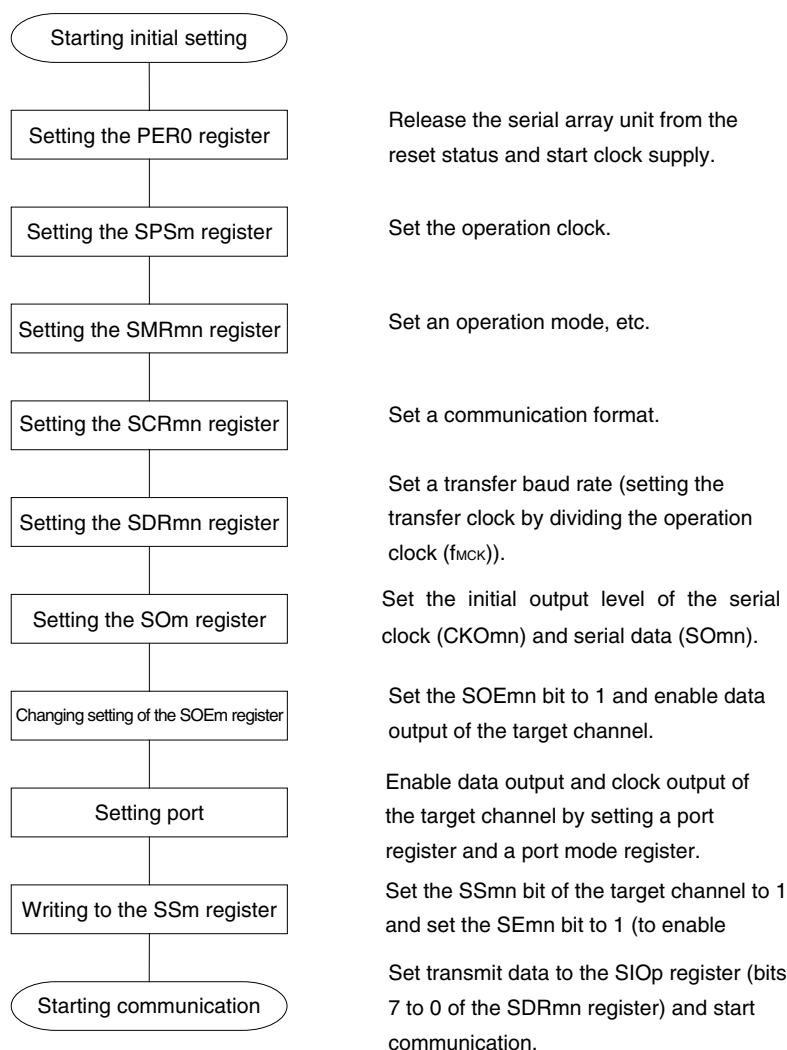 Starting initial setting
Setting the PER0 register
Release the serial array unit from the
reset status and start clock supply.
Setting the SPSm register
Set the operation clock.
Setting the SMRmn register
Set an operation mode, etc.
Setting the SCRmn register
Set a communication format.
Setting the SDRmn register
Set a transfer baud rate (setting the
transfer clock by dividing the operation
clock (fMCK)).
Setting the SOm register
Set the initial output level of the serial
clock (CKOmn) and serial data (SOmn).
Changing setting of the SOEm register
Set the SOEmn bit to 1 and enable data
output of the target channel.
Setting port
Enable data output and clock output of
the target channel by setting a port
register and a port mode register.
Writing to the SSm register
Set the SSmn bit of the target channel to 1
and set the SEmn bit to 1 (to enable
Starting communication
Set transmit data to the SIOp register (bits
7 to 0 of the SDRmn register) and start
communication.